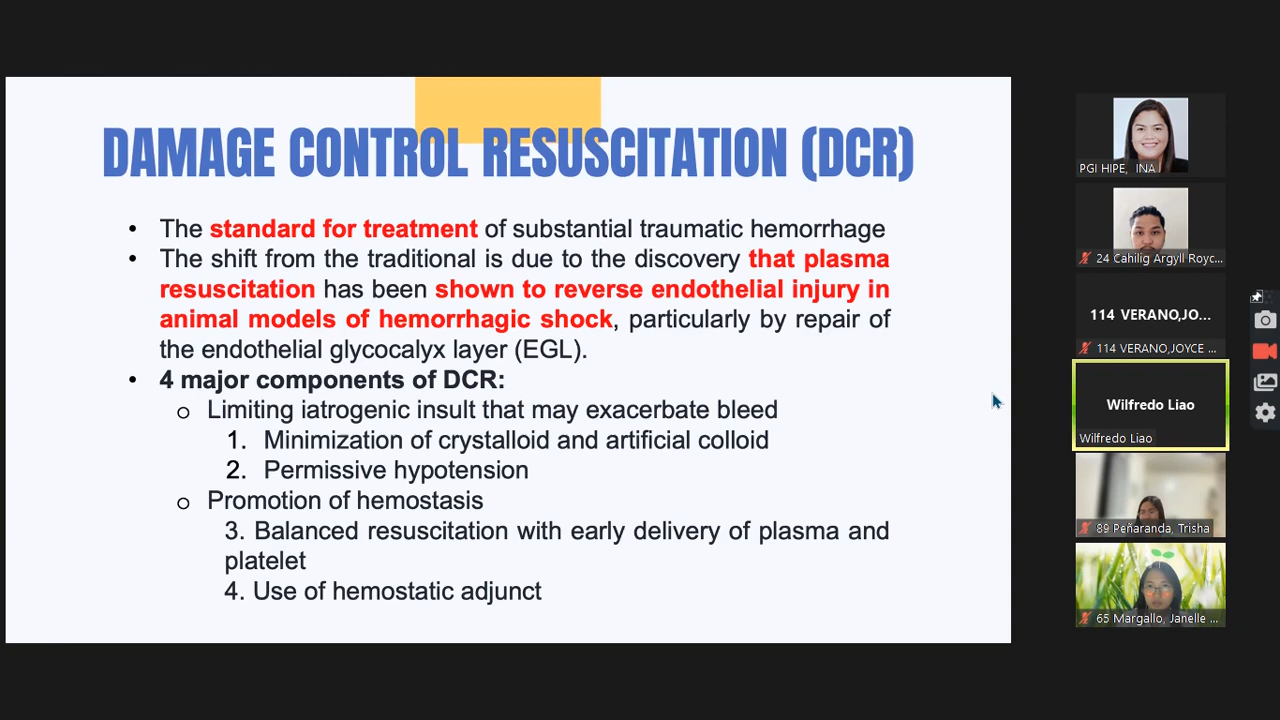 DAMAGE CONTROL RESUSCITATION (DCR)
• The standard for treatment of substantial traumatic hemorrhage
• The shift from the traditional is due to the discovery that plasma
resuscitation has been shown to reverse endothelial injury in
animal models of hemorrhagic shock, particularly by repair of
the endothelial glycocalyx layer (EGL).
• 4 major components of DCR:
o Limiting iatrogenic insult that may exacerbate bleed
1. Minimization of crystalloid and artificial colloid
2. Permissive hypotension
o Promotion of hemostasis
3. Balanced resuscitation with early delivery of plasma and
platelet
4. Use of hemostatic adjunct
PGI HIPE, INA
24 Cahilig Argyll Royc...
114 VERANO,JO...
114 VERANO,JOYCE ...
Wilfredo Liao
Wilfredo Liao
89 Peñaranda, Trisha
65 Margallo, Janelle ...